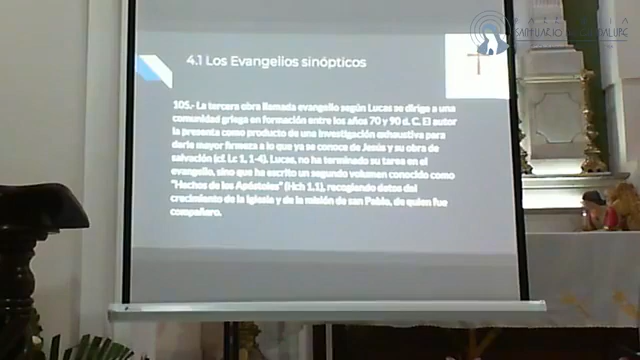 PARROQUIA
SANTUARIO GUADALUPE
4.1 Los Evangelios sinópticos
105.- La tercera obra llamada evangelio según Lucas se dirige a una
comunidad griega en formación entre los años 70 y 90 d. C. El autor
la presenta como producto de una investigación exhaustiva para
darle mayor firmeza a lo que ya se conoce de Jesús y su obra de
salvación (cf. Lc 1, 1-4). Lucas, no ha terminado su tarea en el
evangelio, sino que ha escrito un segundo volumen conocido como
"Hechos de los Apóstoles" (Hch 1.1), recogiendo datos del
crecimiento de la Iglesia y de la misión de san Pablo, de quien fue
compañero.